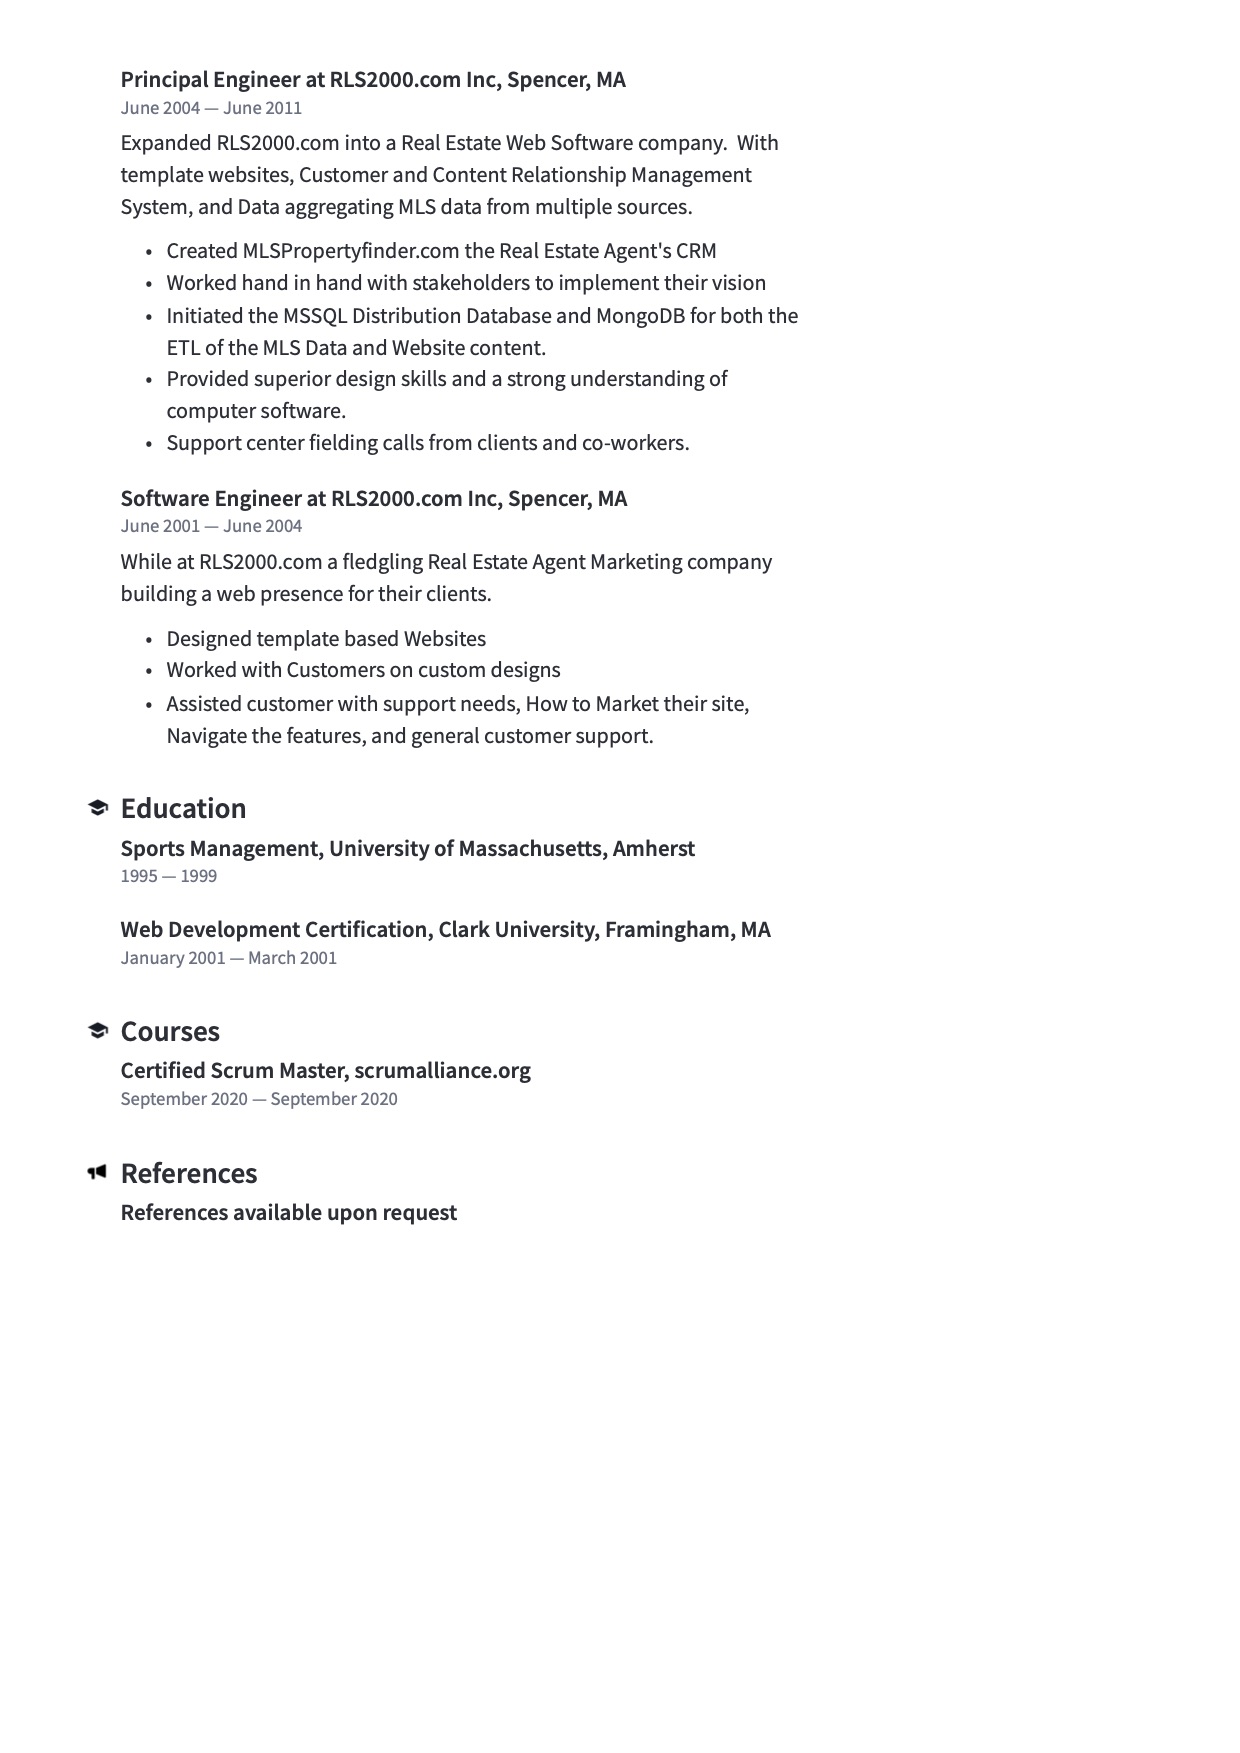 Principal Engineer at RLS2000.com Inc, Spencer, MA
June 2004 — June 2011
Expanded RLS2000.com into a Real Estate Web Software company.  With
template websites, Customer and Content Relationship Management
System, and Data aggregating MLS data from multiple sources.
• Created MLSPropertyfinder.com the Real Estate Agent's CRM
• Worked hand in hand with stakeholders to implement their vision
• Initiated the MSSQL Distribution Database and MongoDB for both the
ETL of the MLS Data and Website content.
• Provided superior design skills and a strong understanding of
computer software.
• Support center fielding calls from clients and co-workers.
Software Engineer at RLS2000.com Inc, Spencer, MA
June 2001 — June 2004
While at RLS2000.com a fledgling Real Estate Agent Marketing company
building a web presence for their clients.
• Designed template based Websites
• Worked with Customers on custom designs
• Assisted customer with support needs, How to Market their site,
Navigate the features, and general customer support.
Education
Sports Management, University of Massachusetts, Amherst
1995 — 1999
Web Development Certification, Clark University, Framingham, MA
January 2001 — March 2001
Courses
Certified Scrum Master, scrumalliance.org
September 2020 — September 2020
References
References available upon request